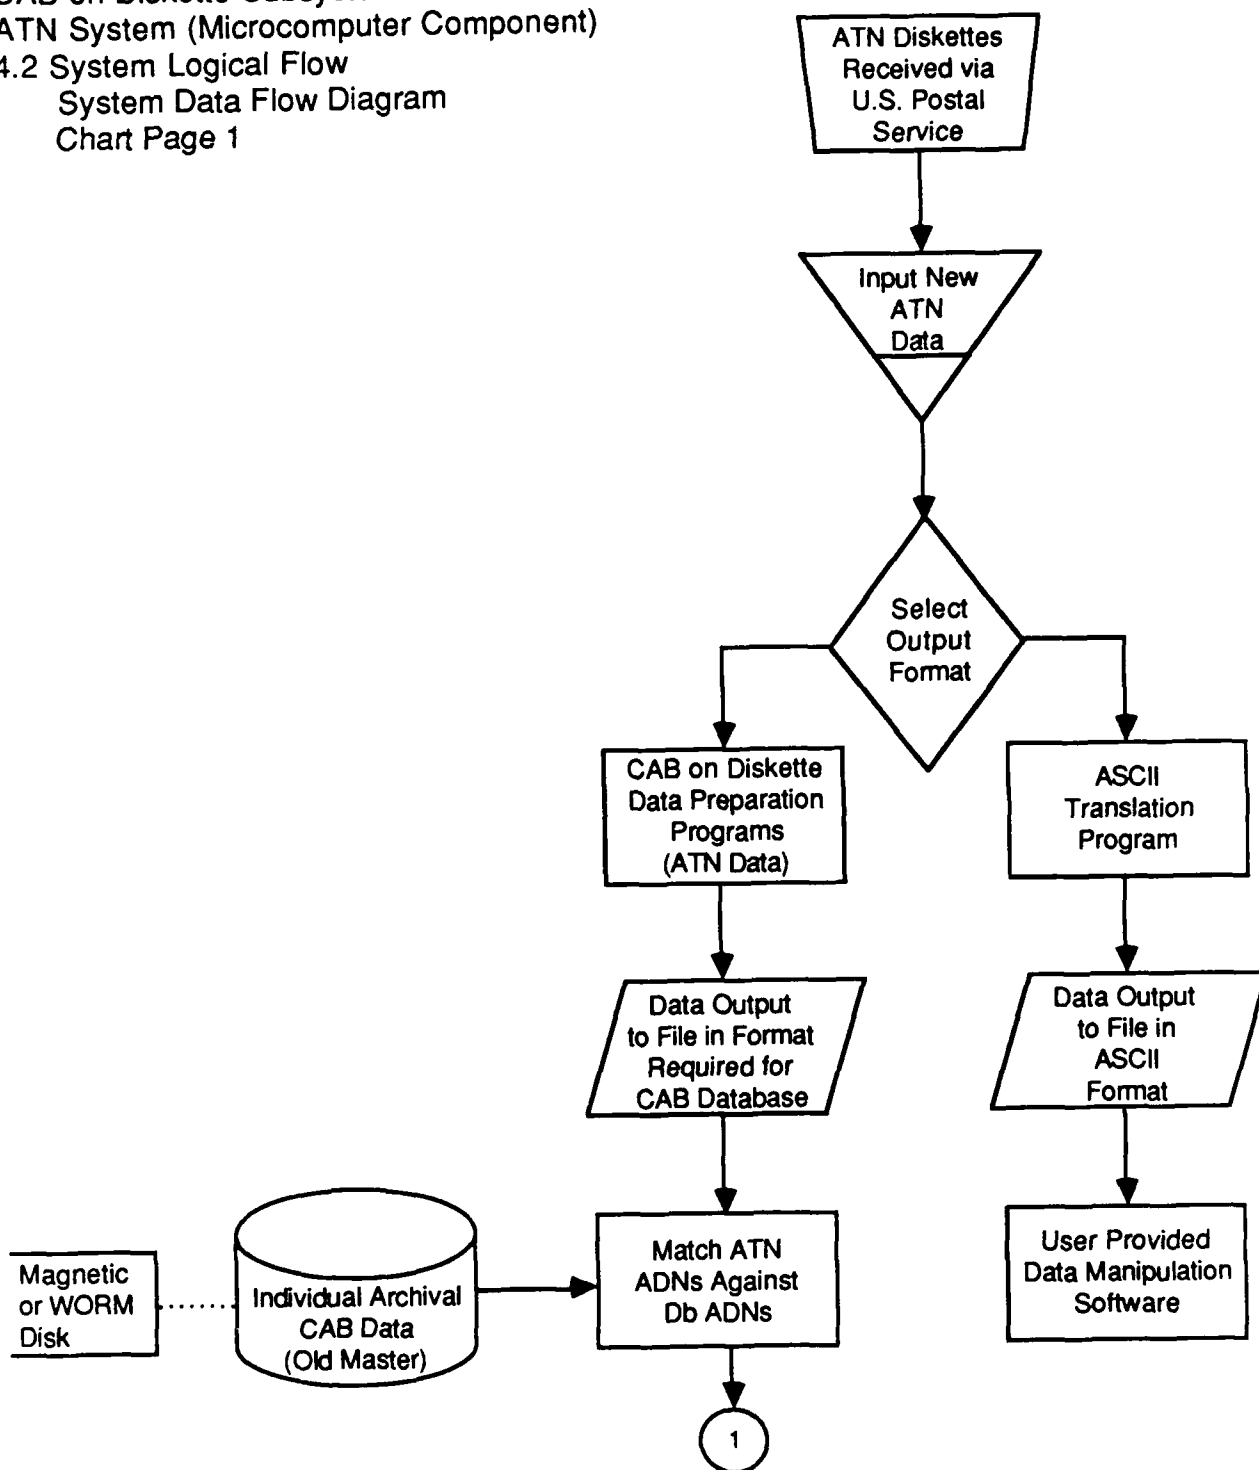 ATN System (Microcomputer Component)
4.2 System Logical Flow
System Data Flow Diagram
Chart Page 1
ATN Diskettes
Received via
U.S. Postal
Service
Input New
ATN
Data
Select
Output
Format
CAB on Diskette
Data Preparation
Programs
(ATN Data)
ASCII
Translation
Program
Data Output
to File in Format
Required for
CAB Database
Data Output
to File in
ASCII
Format
Magnetic
or WORM
Disk
Individual Archival
CAB Data
(Old Master)
Match ATN
ADNs Against
Db ADNs
User Provided
Data Manipulation
Software
1